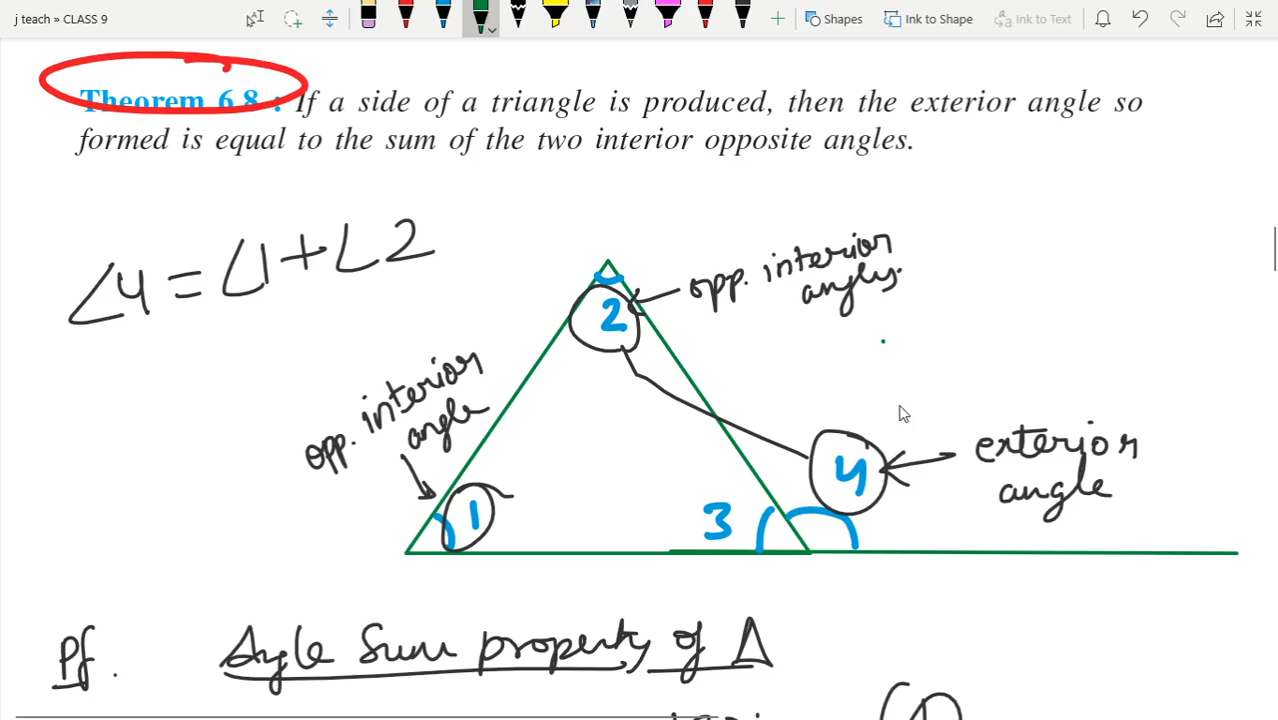 j teach » CLASS 9
Shapes
Ink to Shape
Ink to Text
Theorem 6.8 : If a side of a triangle is produced, then the exterior angle so
formed is equal to the sum of the two interior opposite angles.
∠4 = ∠1 + ∠2
opp. interior
angles.
2
opp. interior
angle
4
exterior
angle
1
3
Pf.
Angle Sum property of Δ